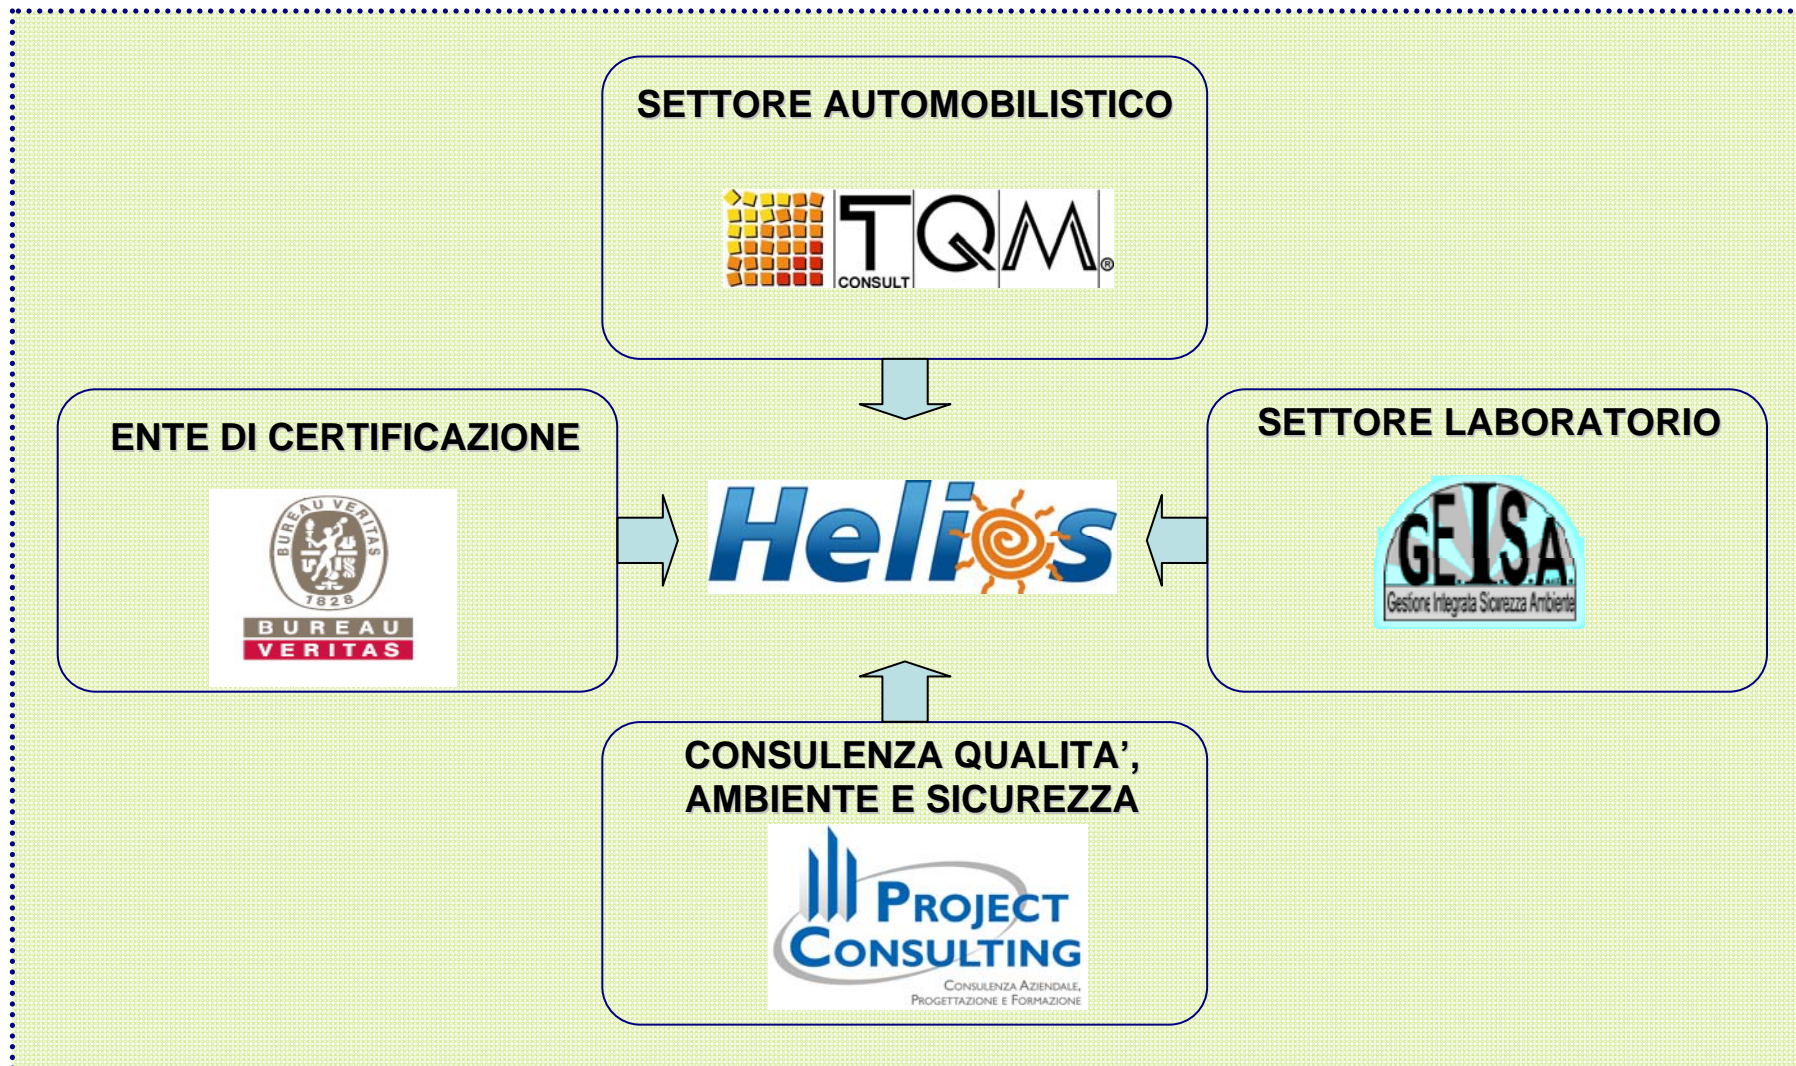 SETTORE AUTOMOBILISTICO
TQM®
CONSULT
ENTE DI CERTIFICAZIONE
BUREAU VERITAS
1828
BUREAU
VERITAS
Helios
SETTORE LABORATORIO
G.E.I.S.A.
Gestione Integrata Sicurezza Ambiente
CONSULENZA QUALITA’,
AMBIENTE E SICUREZZA
PROJECT
CONSULTING
CONSULENZA AZIENDALE,
PROGETTAZIONE E FORMAZIONE